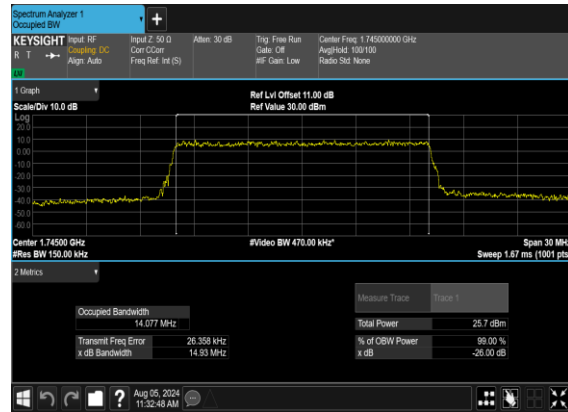 Spectrum Analyzer 1
Occupied BW
+
KEYSIGHT
R T
LXI
Input: RF
Coupling: DC
Align: Auto
Input Z: 50 Ω
Corr CCorr
Freq Ref: Int (S)
Atten: 30 dB
Trig: Free Run
Gate: Off
#IF Gain: Low
Center Freq: 1.745000000 GHz
Avg|Hold: 100/100
Radio Std: None
1 Graph
Scale/Div 10.0 dB
Ref Lvl Offset 11.00 dB
Ref Value 30.00 dBm
Log
20.0
10.0
0.00
-10.0
-20.0
-30.0
-40.0
-50.0
-60.0
Center 1.74500 GHz
#Res BW 150.00 kHz
#Video BW 470.00 kHz*
Span 30 MHz
Sweep 1.67 ms (1001 pts)
2 Metrics
Measure Trace
Trace 1
Occupied Bandwidth
14.077 MHz
Total Power
25.7 dBm
Transmit Freq Error
26.358 kHz
% of OBW Power
99.00 %
x dB Bandwidth
14.93 MHz
x dB
-26.00 dB
?
Aug 05, 2024
11:32:48 AM